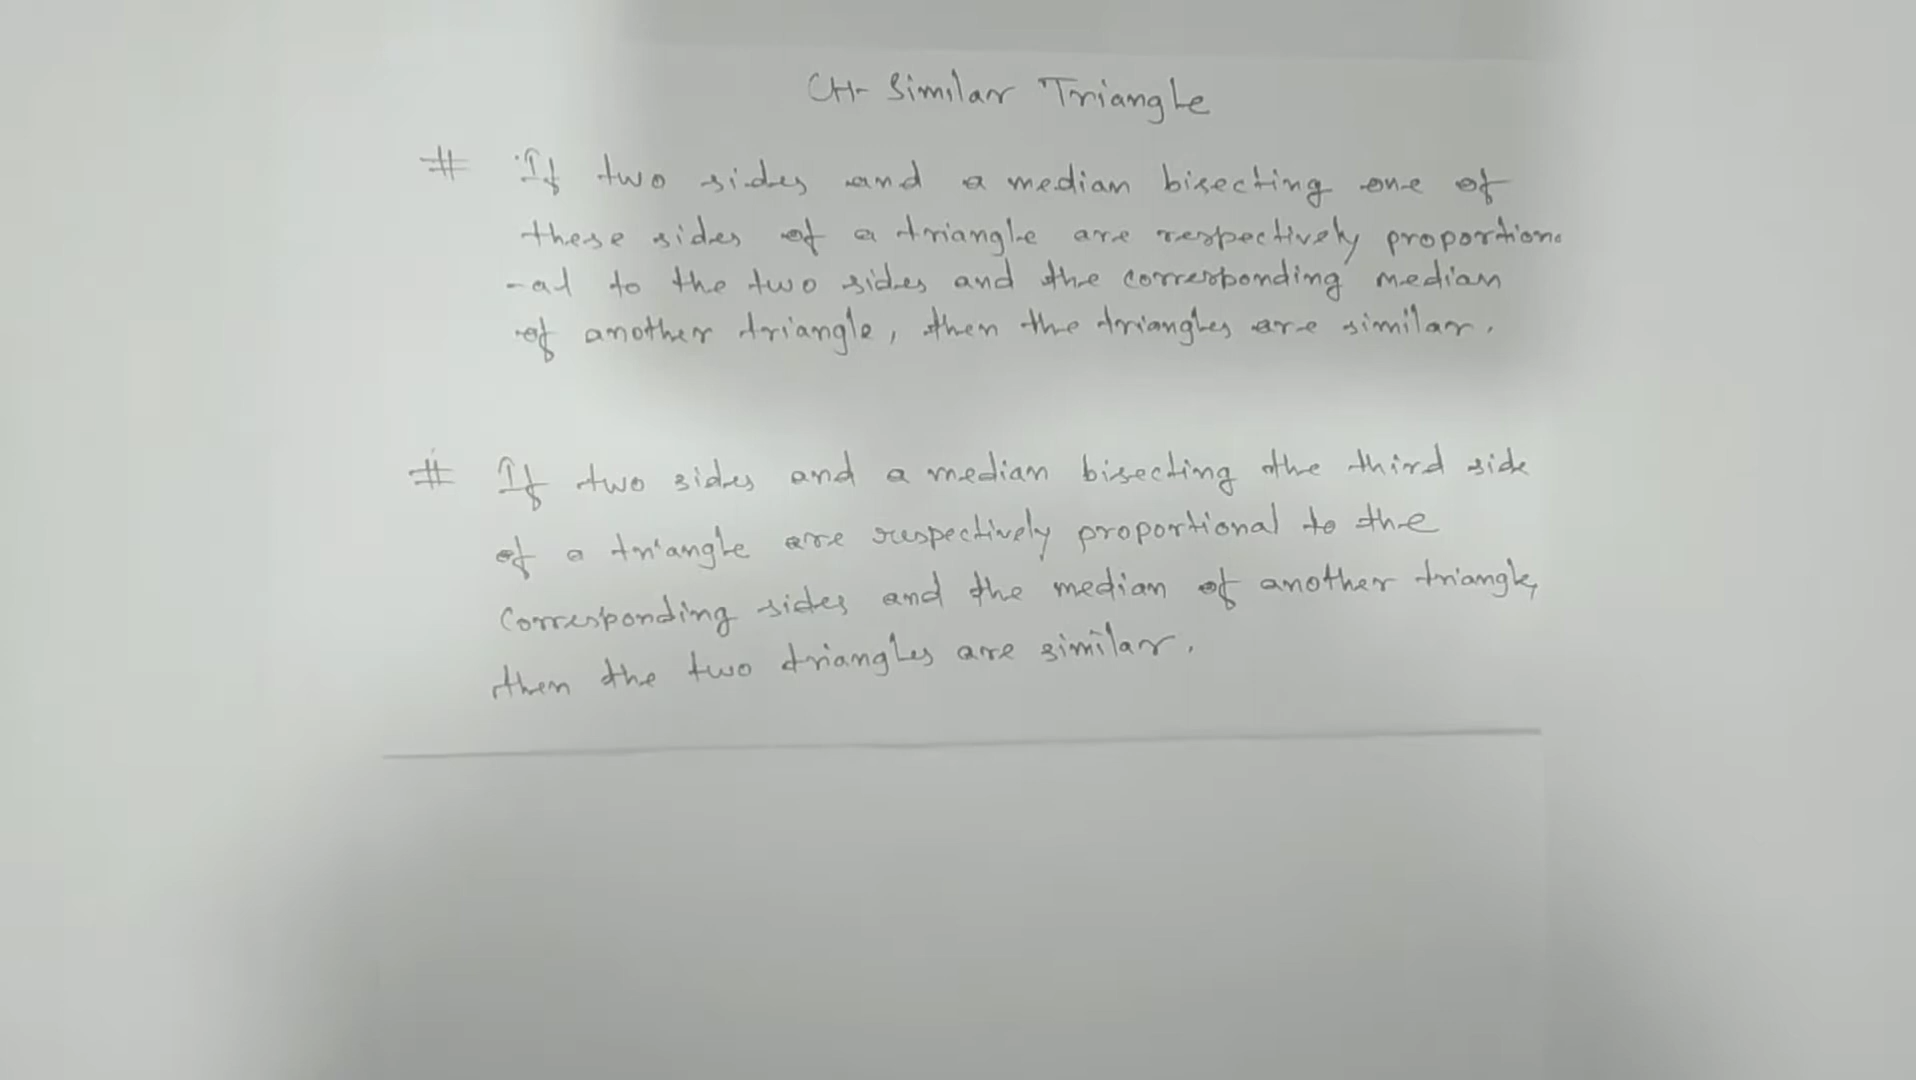 CH- Similar Triangle
# If two sides and a median bisecting one of
these sides of a triangle are respectively proportion
-al to the two sides and the corresponding median
of another triangle, then the triangles are similar.
# If two sides and a median bisecting the third side
of a triangle are respectively proportional to the
Corresponding sides and the median of another triangle,
then the two triangles are similar.